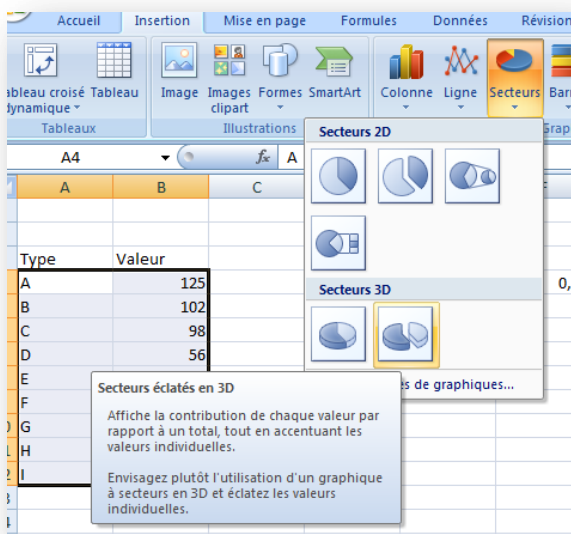 Accueil Insertion Mise en page Formules Données Révision
ableau croisé Tableau Image Images Formes SmartArt Colonne Ligne Secteurs Bar
dynamique clipart
Tableaux Illustrations Grap
A4 fx A
A B C F
Type Valeur
A 125
B 102
C 98
D 56
E
F
G
H
I
Secteurs 2D
Secteurs 3D
es de graphiques...
0,
Secteurs éclatés en 3D
Affiche la contribution de chaque valeur par
rapport à un total, tout en accentuant les
valeurs individuelles.
Envisagez plutôt l'utilisation d'un graphique
à secteurs en 3D et éclatez les valeurs
individuelles.